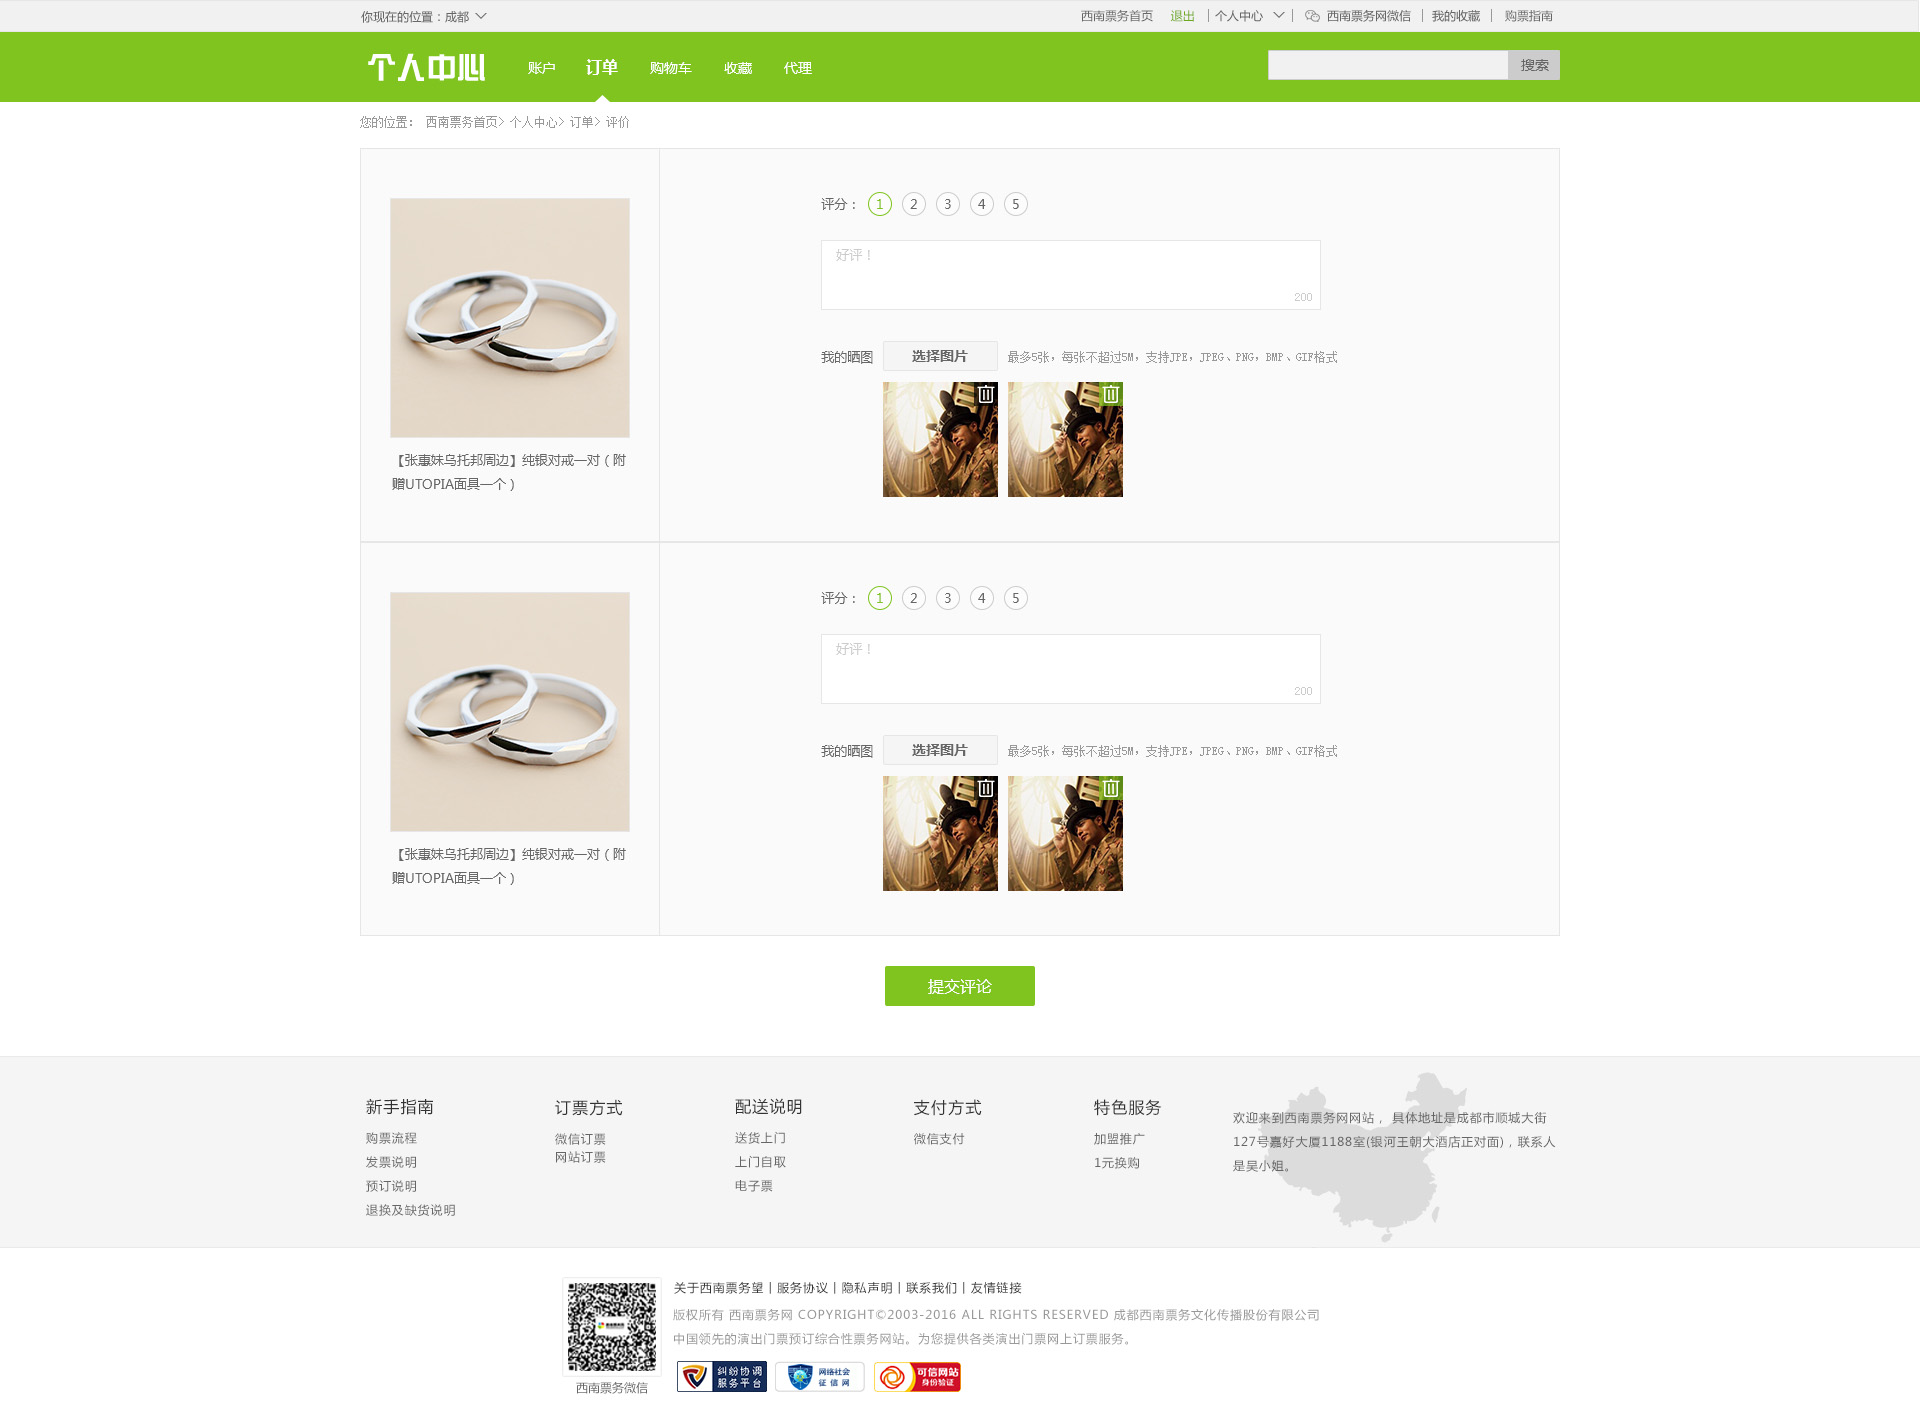 你现在的位置：成都
西南票务首页 退出 个人中心 西南票务网微信 我的收藏 购票指南
个人中心 账户 订单 购物车 收藏 代理 搜索
您的位置： 西南票务首页> 个人中心> 订单> 评价
评分： 1 2 3 4 5
好评！
200
我的晒图 选择图片 最多5张，每张不超过5M，支持JPE，JPEG、PNG，BMP、GIF格式
【张惠妹乌托邦周边】纯银对戒一对（附
赠UTOPIA面具一个）
评分： 1 2 3 4 5
好评！
200
我的晒图 选择图片 最多5张，每张不超过5M，支持JPE，JPEG、PNG，BMP、GIF格式
【张惠妹乌托邦周边】纯银对戒一对（附
赠UTOPIA面具一个）
提交评论
新手指南
购票流程
发票说明
预订说明
退换及缺货说明
订票方式
微信订票
网站订票
配送说明
送货上门
上门自取
电子票
支付方式
微信支付
特色服务
加盟推广
1元换购
欢迎来到西南票务网网站， 具体地址是成都市顺城大街
127号嘉好大厦1188室(银河王朝大酒店正对面)，联系人
是吴小姐。
西南票务微信
关于西南票务望丨服务协议丨隐私声明丨联系我们丨友情链接
版权所有 西南票务网 COPYRIGHT©2003-2016 ALL RIGHTS RESERVED 成都西南票务文化传播股份有限公司
中国领先的演出门票预订综合性票务网站。为您提供各类演出门票网上订票服务。
纠纷协调
服务平台
网络社会
征信网
可信网站
身份验证